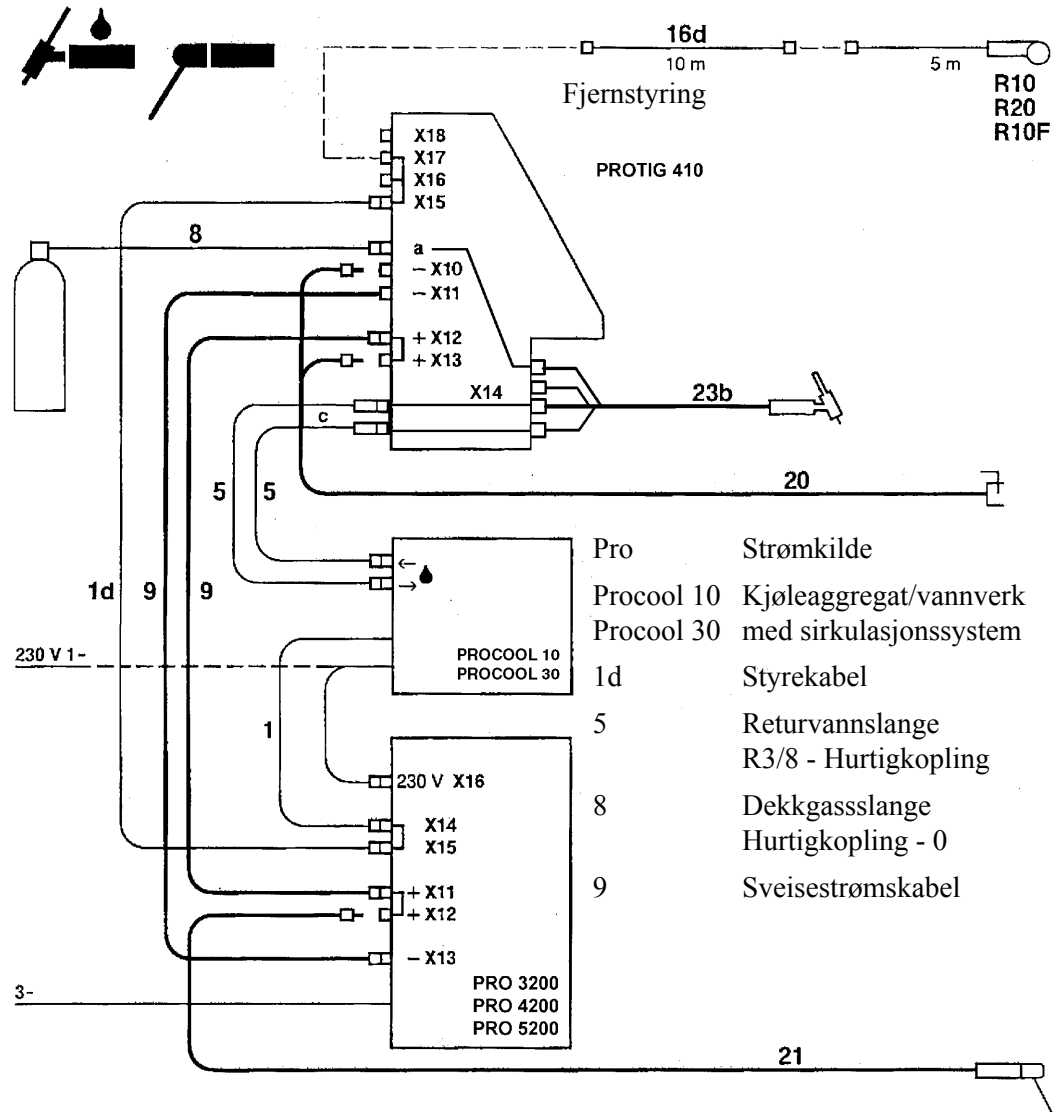 16d
10 m
5 m
Fjernstyring
R10
R20
R10F
X18
X17
X16
X15
PROTIG 410
8
a
- X10
- X11
+ X12
+ X13
X14
23b
c
5
5
20
1d
9
9
Pro Strømkilde
Procool 10 Kjøleaggregat/vannverk
Procool 30 med sirkulasjonssystem
1d Styrekabel
5 Returvannslange
R3/8 - Hurtigkopling
8 Dekkgassslange
Hurtigkopling - 0
9 Sveisestrømskabel
230 V 1~
PROCOOL 10
PROCOOL 30
1
230 V X16
X14
X15
+ X11
+ X12
- X13
PRO 3200
PRO 4200
PRO 5200
3~
21